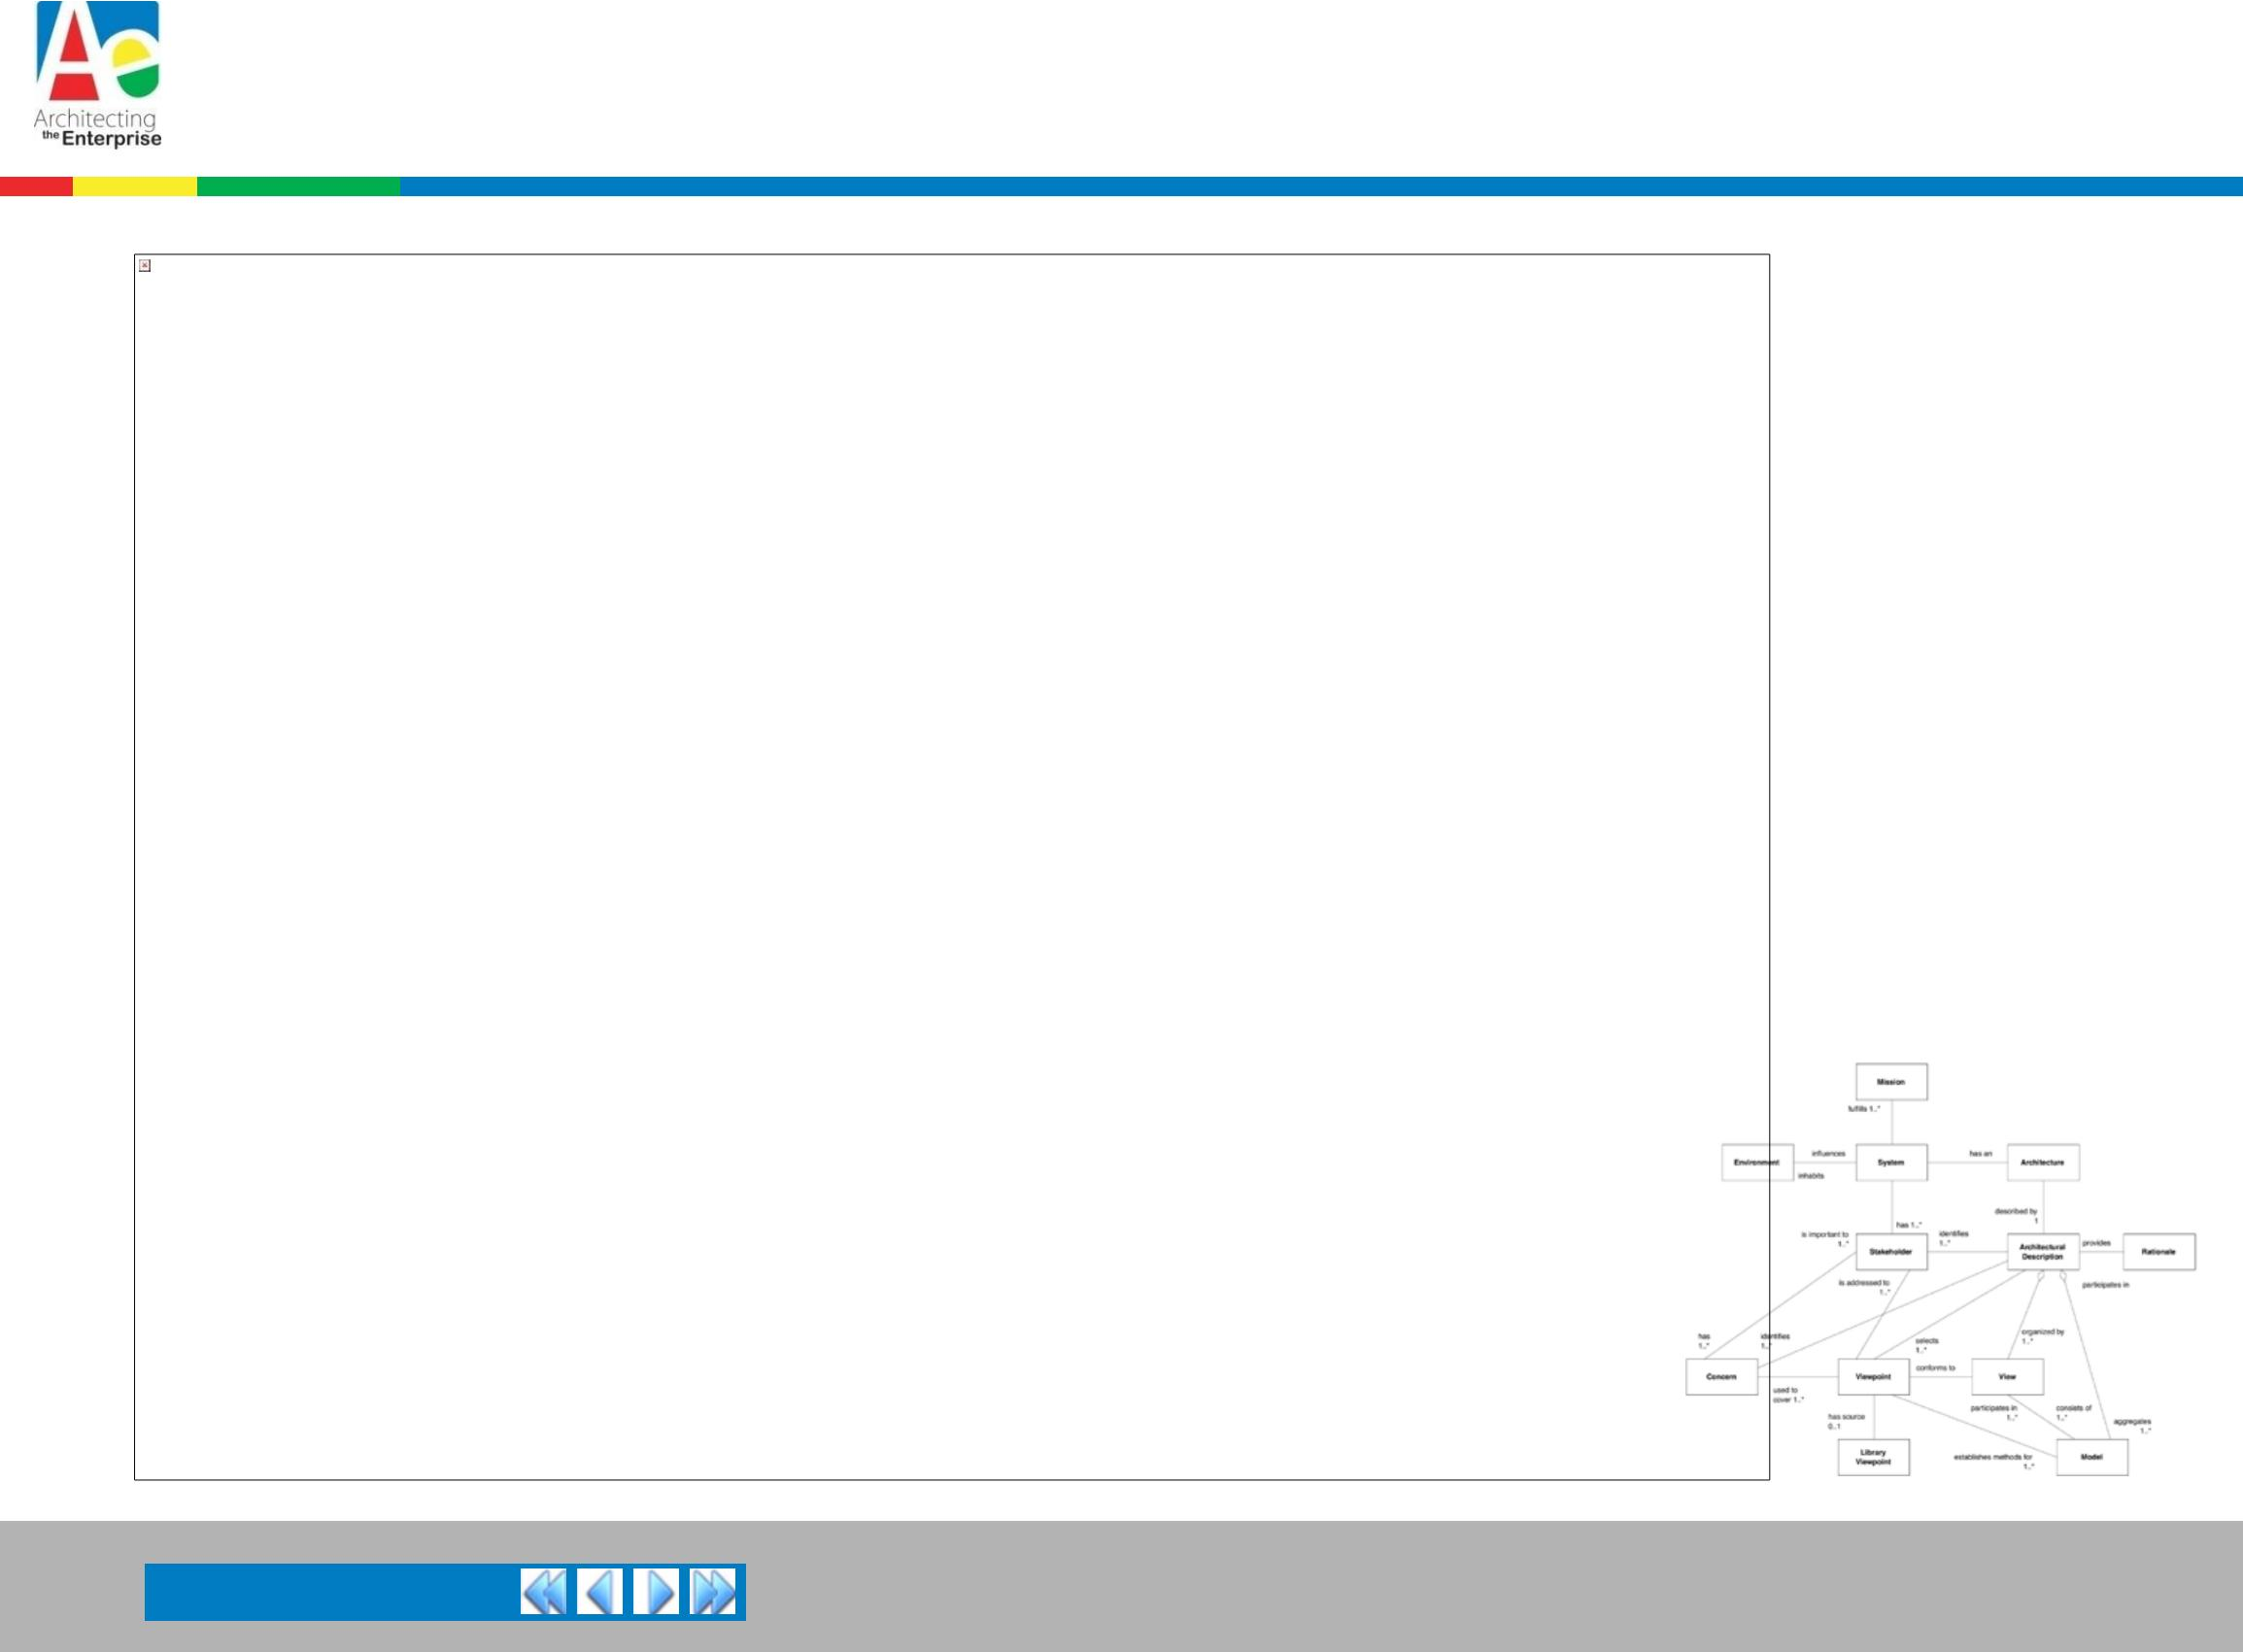 Architecting
the Enterprise
Mission
fulfills 1..*
Environment
influences
inhabits
System
has an
Architecture
described by
1
has 1..*
is important to
1..*
Stakeholder
identifies
1..*
Architectural
Description
provides
Rationale
is addressed to
1..*
participates in
has
1..*
identifies
1..*
selects
1..*
organized by
1..*
Concern
used to
cover 1..*
Viewpoint
conforms to
View
has source
0..1
participates in
1..*
consists of
1..*
aggregates
1..*
Library
Viewpoint
establishes methods for
1..*
Model